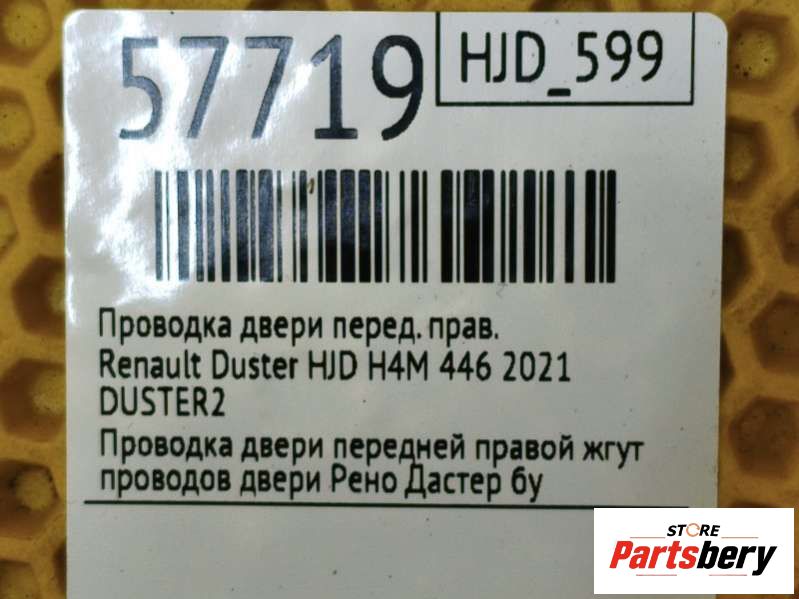 57719
HJD_599
Проводка двери перед. прав.
Renault Duster HJD H4M 446 2021
DUSTER2
Проводка двери передней правой жгут
проводов двери Рено Дастер бу
STORE
Partsbery